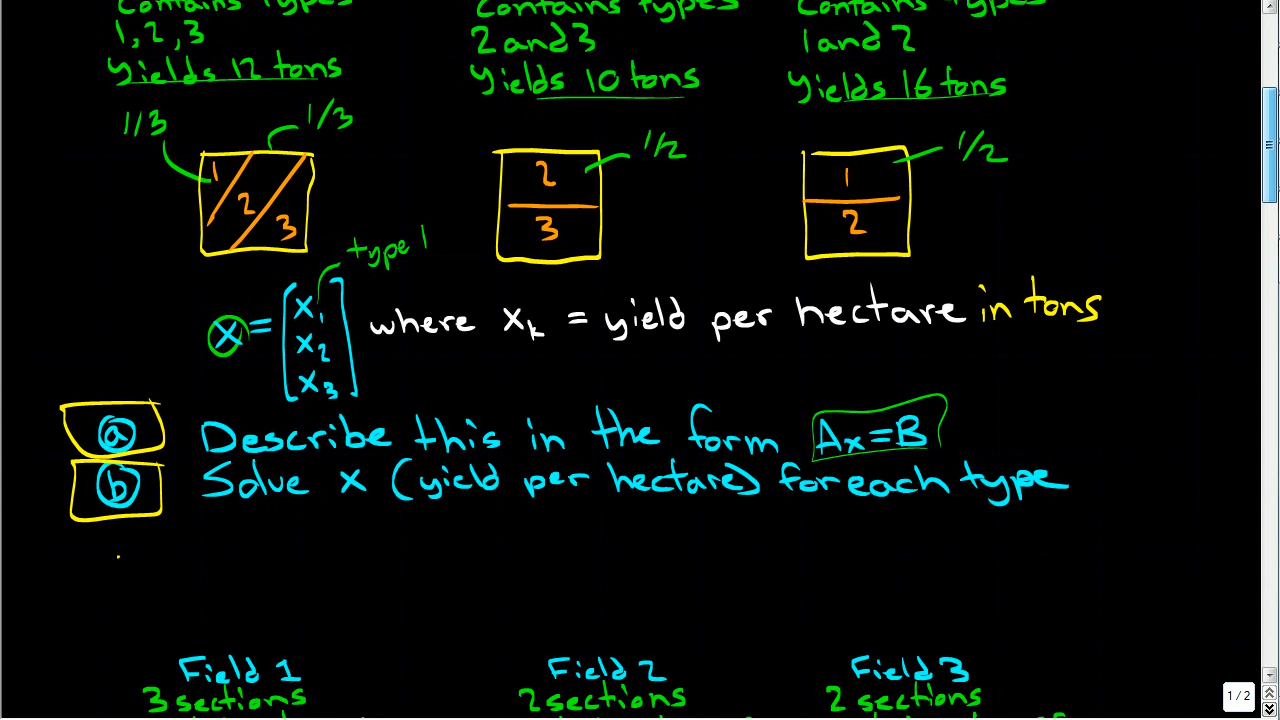 Contains types Contains types Contains types
1, 2, 3 2 and 3 1 and 2
Yields 12 tons Yields 10 tons Yields 16 tons
1/3 1/3 1/2 1/2
1 2 3 2 3 1 2
type 1
x = [x1 x2 x3] where xk = yield per hectare in tons
a Describe this in the form Ax=B
b Solve x (yield per hectare) for each type
Field 1 Field 2 Field 3
3 sections 2 sections 2 sections
1/2